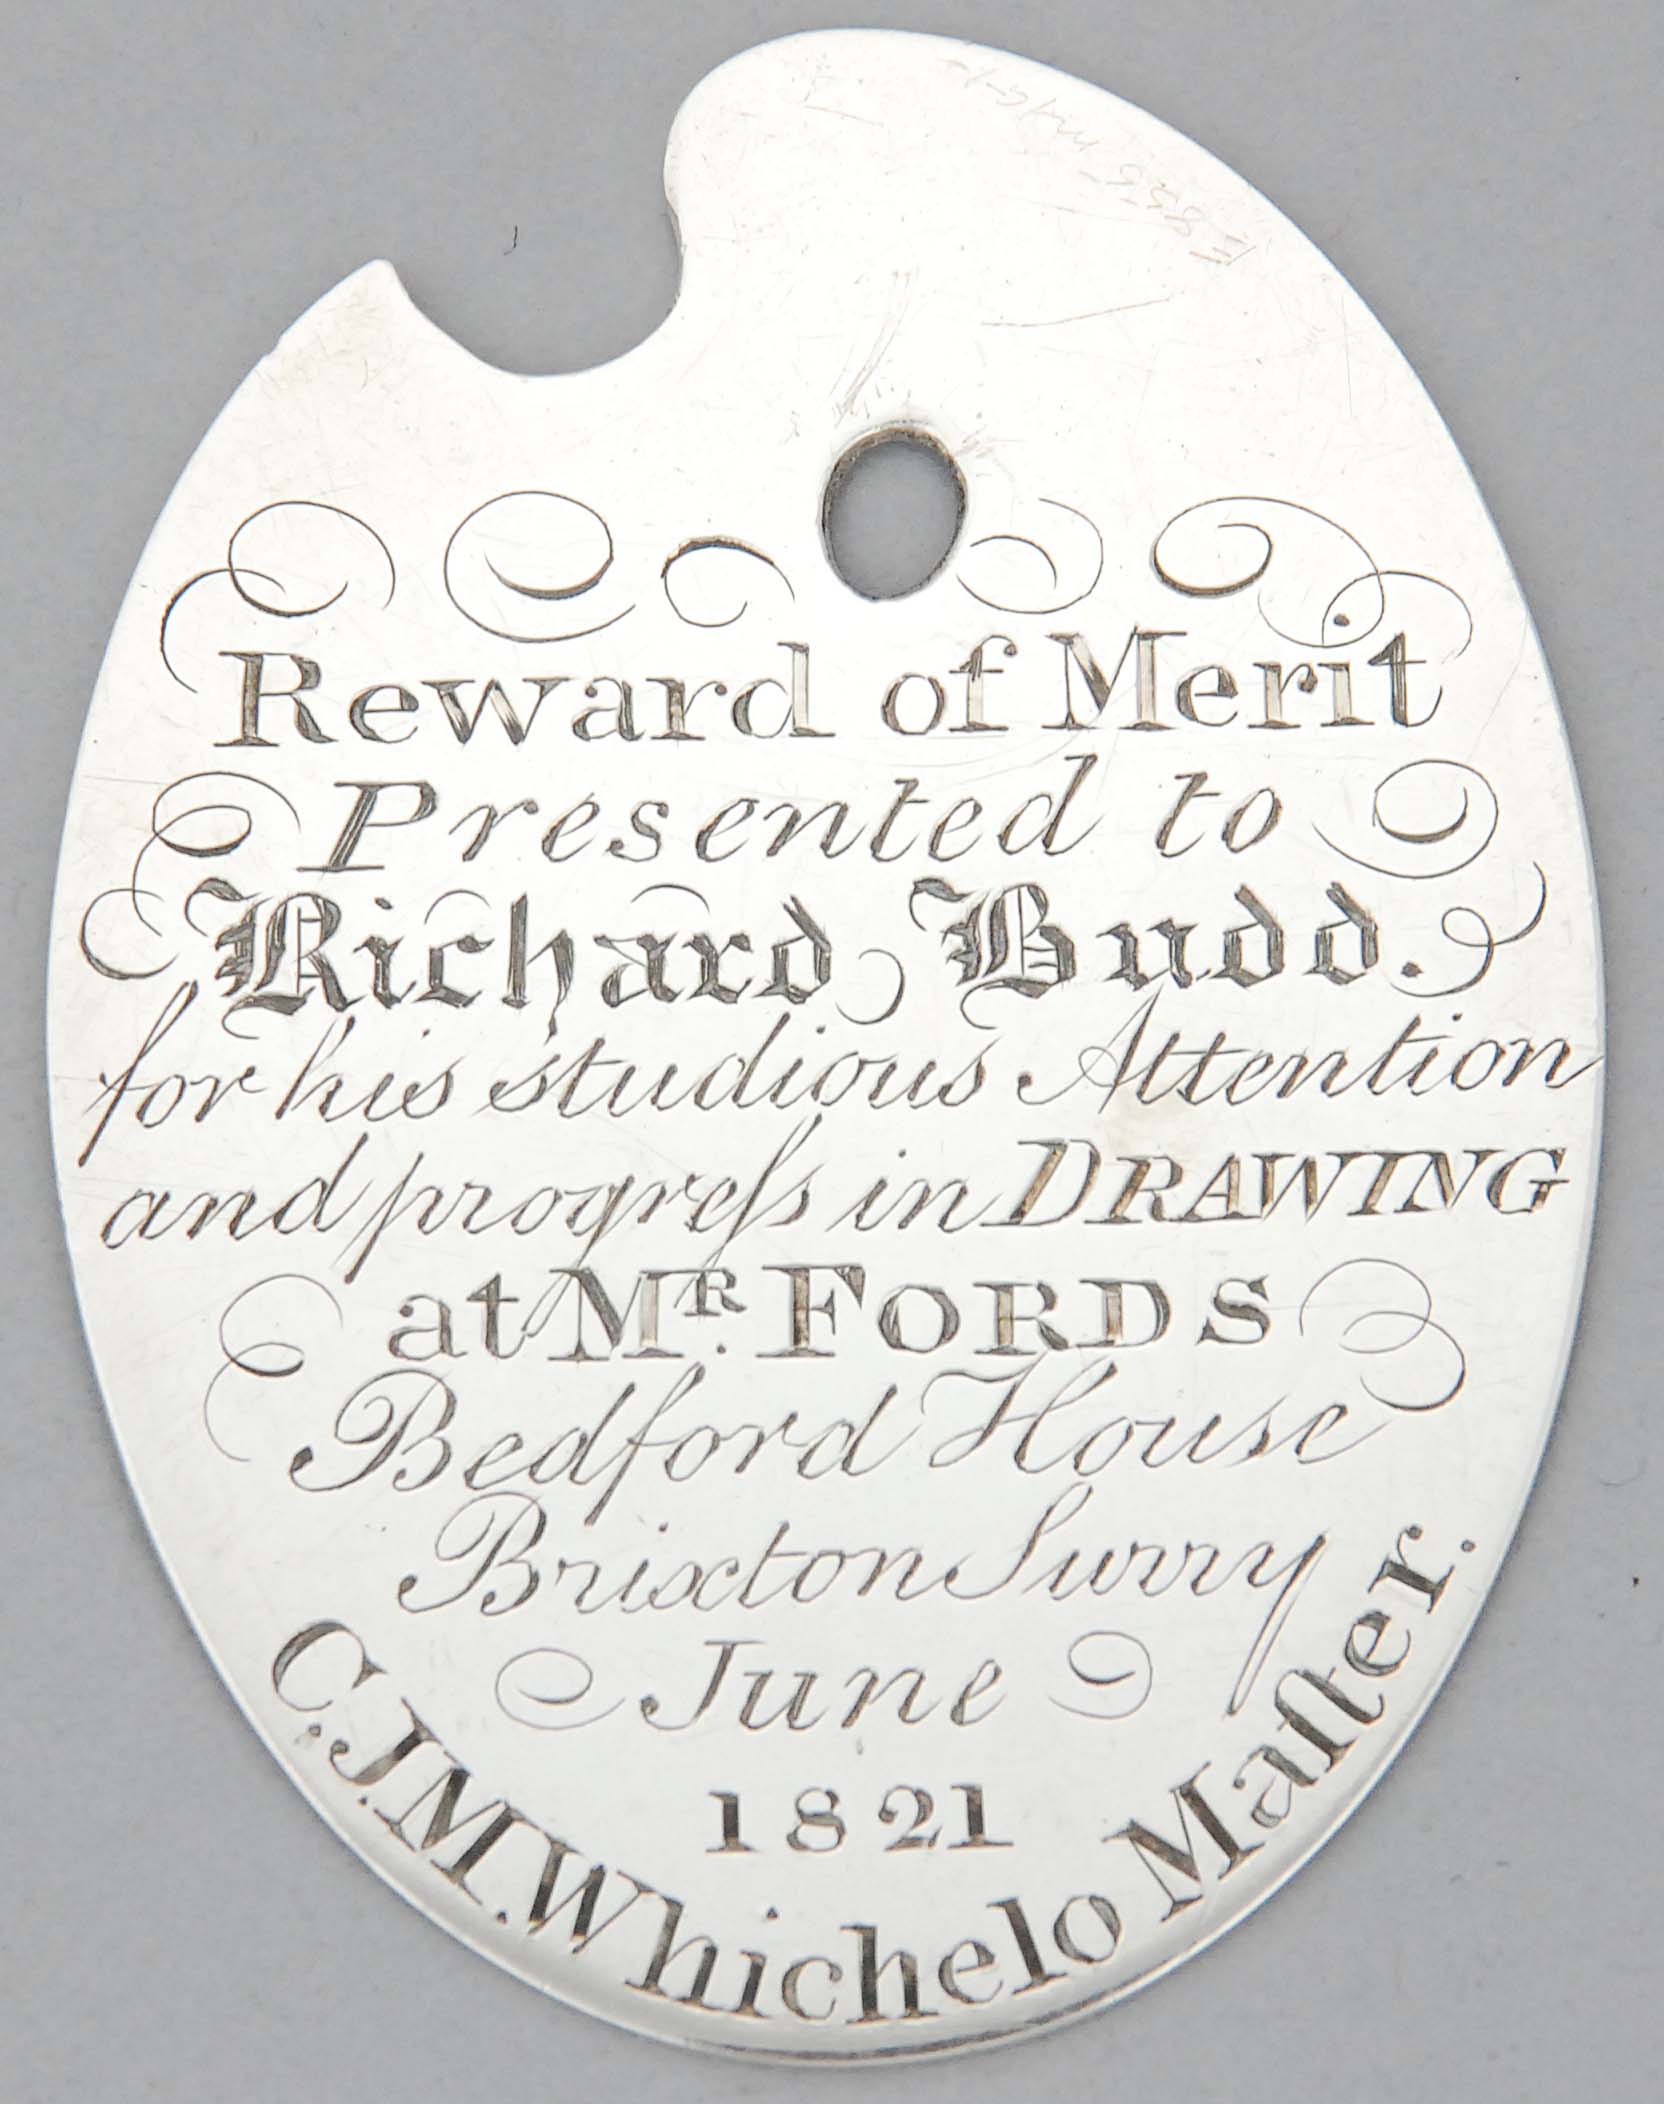 Reward of Merit
Presented to
Richard Budd.
for his studious Attention
and progreſs in DRAWING
at MR. FORDS
Bedford House
Brixton Surry
June
1821
C.J.M.Whichelo Maſter.